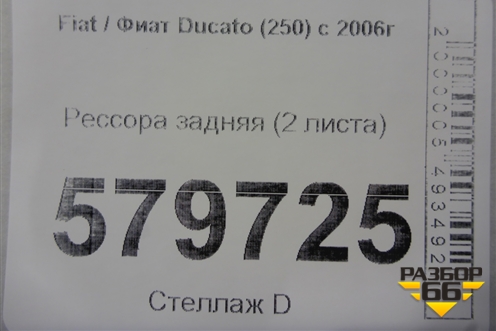 Fiat / Фиат Ducato (250) с 2006г
Рессора задняя (2 листа)
579725
Стеллаж D
2000005493492
РАЗБОР
66